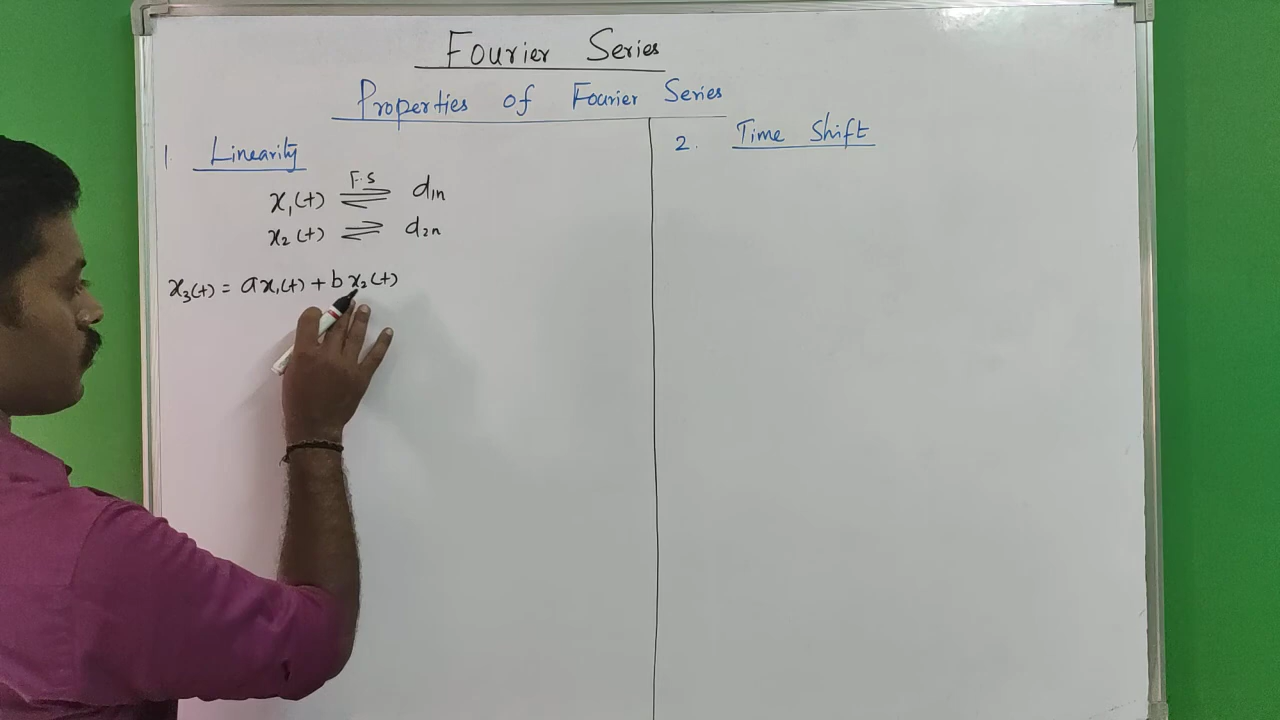 Fourier Series
Properties of Fourier Series
1. Linearity
x₁(t) ⇌ F.S d₁ₙ
x₂(t) ⇌ d₂ₙ
x₃(t) = a x₁(t) + b x₂(t)
2. Time Shift